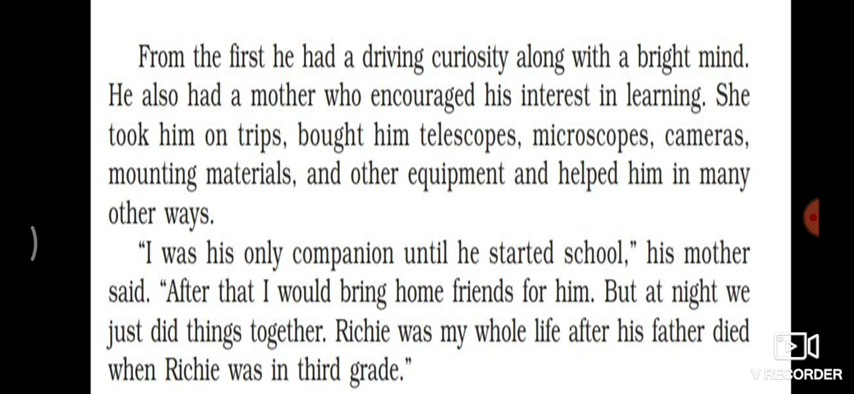 From the first he had a driving curiosity along with a bright mind.
He also had a mother who encouraged his interest in learning. She
took him on trips, bought him telescopes, microscopes, cameras,
mounting materials, and other equipment and helped him in many
other ways.
“I was his only companion until he started school,” his mother
said. “After that I would bring home friends for him. But at night we
just did things together. Richie was my whole life after his father died
when Richie was in third grade.”
V RECORDER